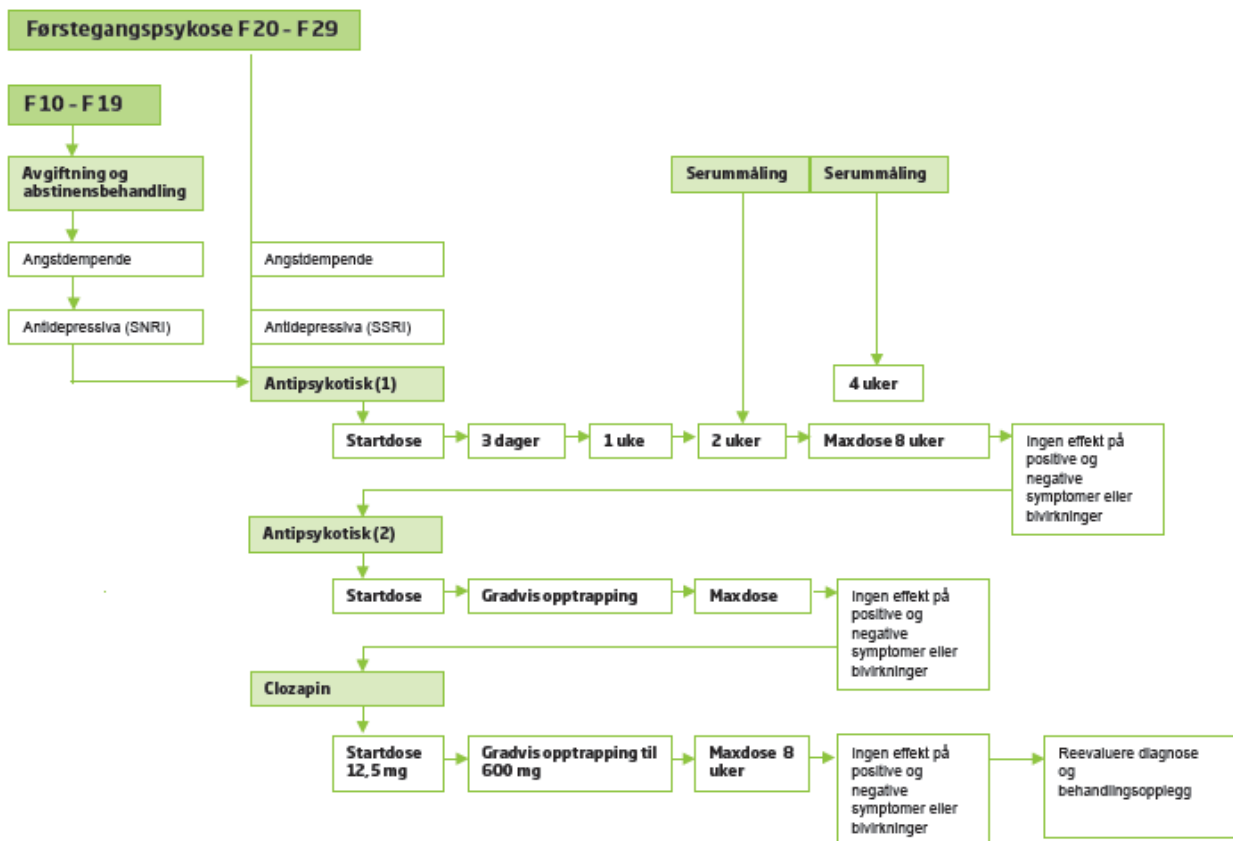 Førstegangspsykose F 20 – F 29
F 10 – F 19
Avgiftning og
abstinensbehandling
Serummåling
Serummåling
Angstdempende
Angstdempende
Antidepressiva (SNRI)
Antidepressiva (SSRI)
Antipsykotisk (1)
4 uker
Startdose
3 dager
1 uke
2 uker
Maxdose 8 uker
Ingen effekt på
positive og
negative
symptomer eller
bivirkninger
Antipsykotisk (2)
Startdose
Gradvis opptrapping
Maxdose
Ingen effekt på
positive og
negative
symptomer eller
bivirkninger
Clozapin
Startdose
12,5 mg
Gradvis opptrapping til
600 mg
Maxdose 8
uker
Ingen effekt på
positive og
negative
symptomer eller
bivirkninger
Reevaluere diagnose
og
behandlingsopplegg